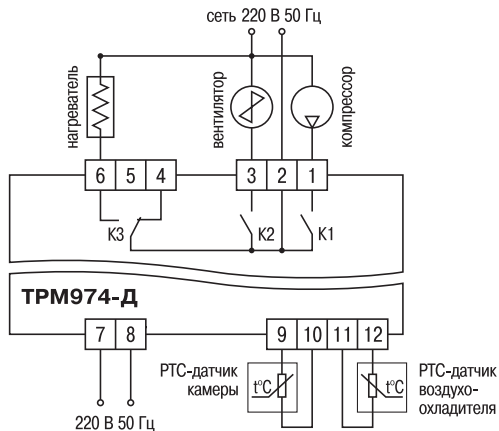 сеть 220 В 50 Гц
нагреватель
вентилятор
компрессор
6 5 4 3 2 1
К3 К2 К1
ТРМ974-Д
7 8 9 10 11 12
220 В 50 Гц
РТС-датчик
камеры
t°C
t°C
РТС-датчик
воздухо-
охладителя